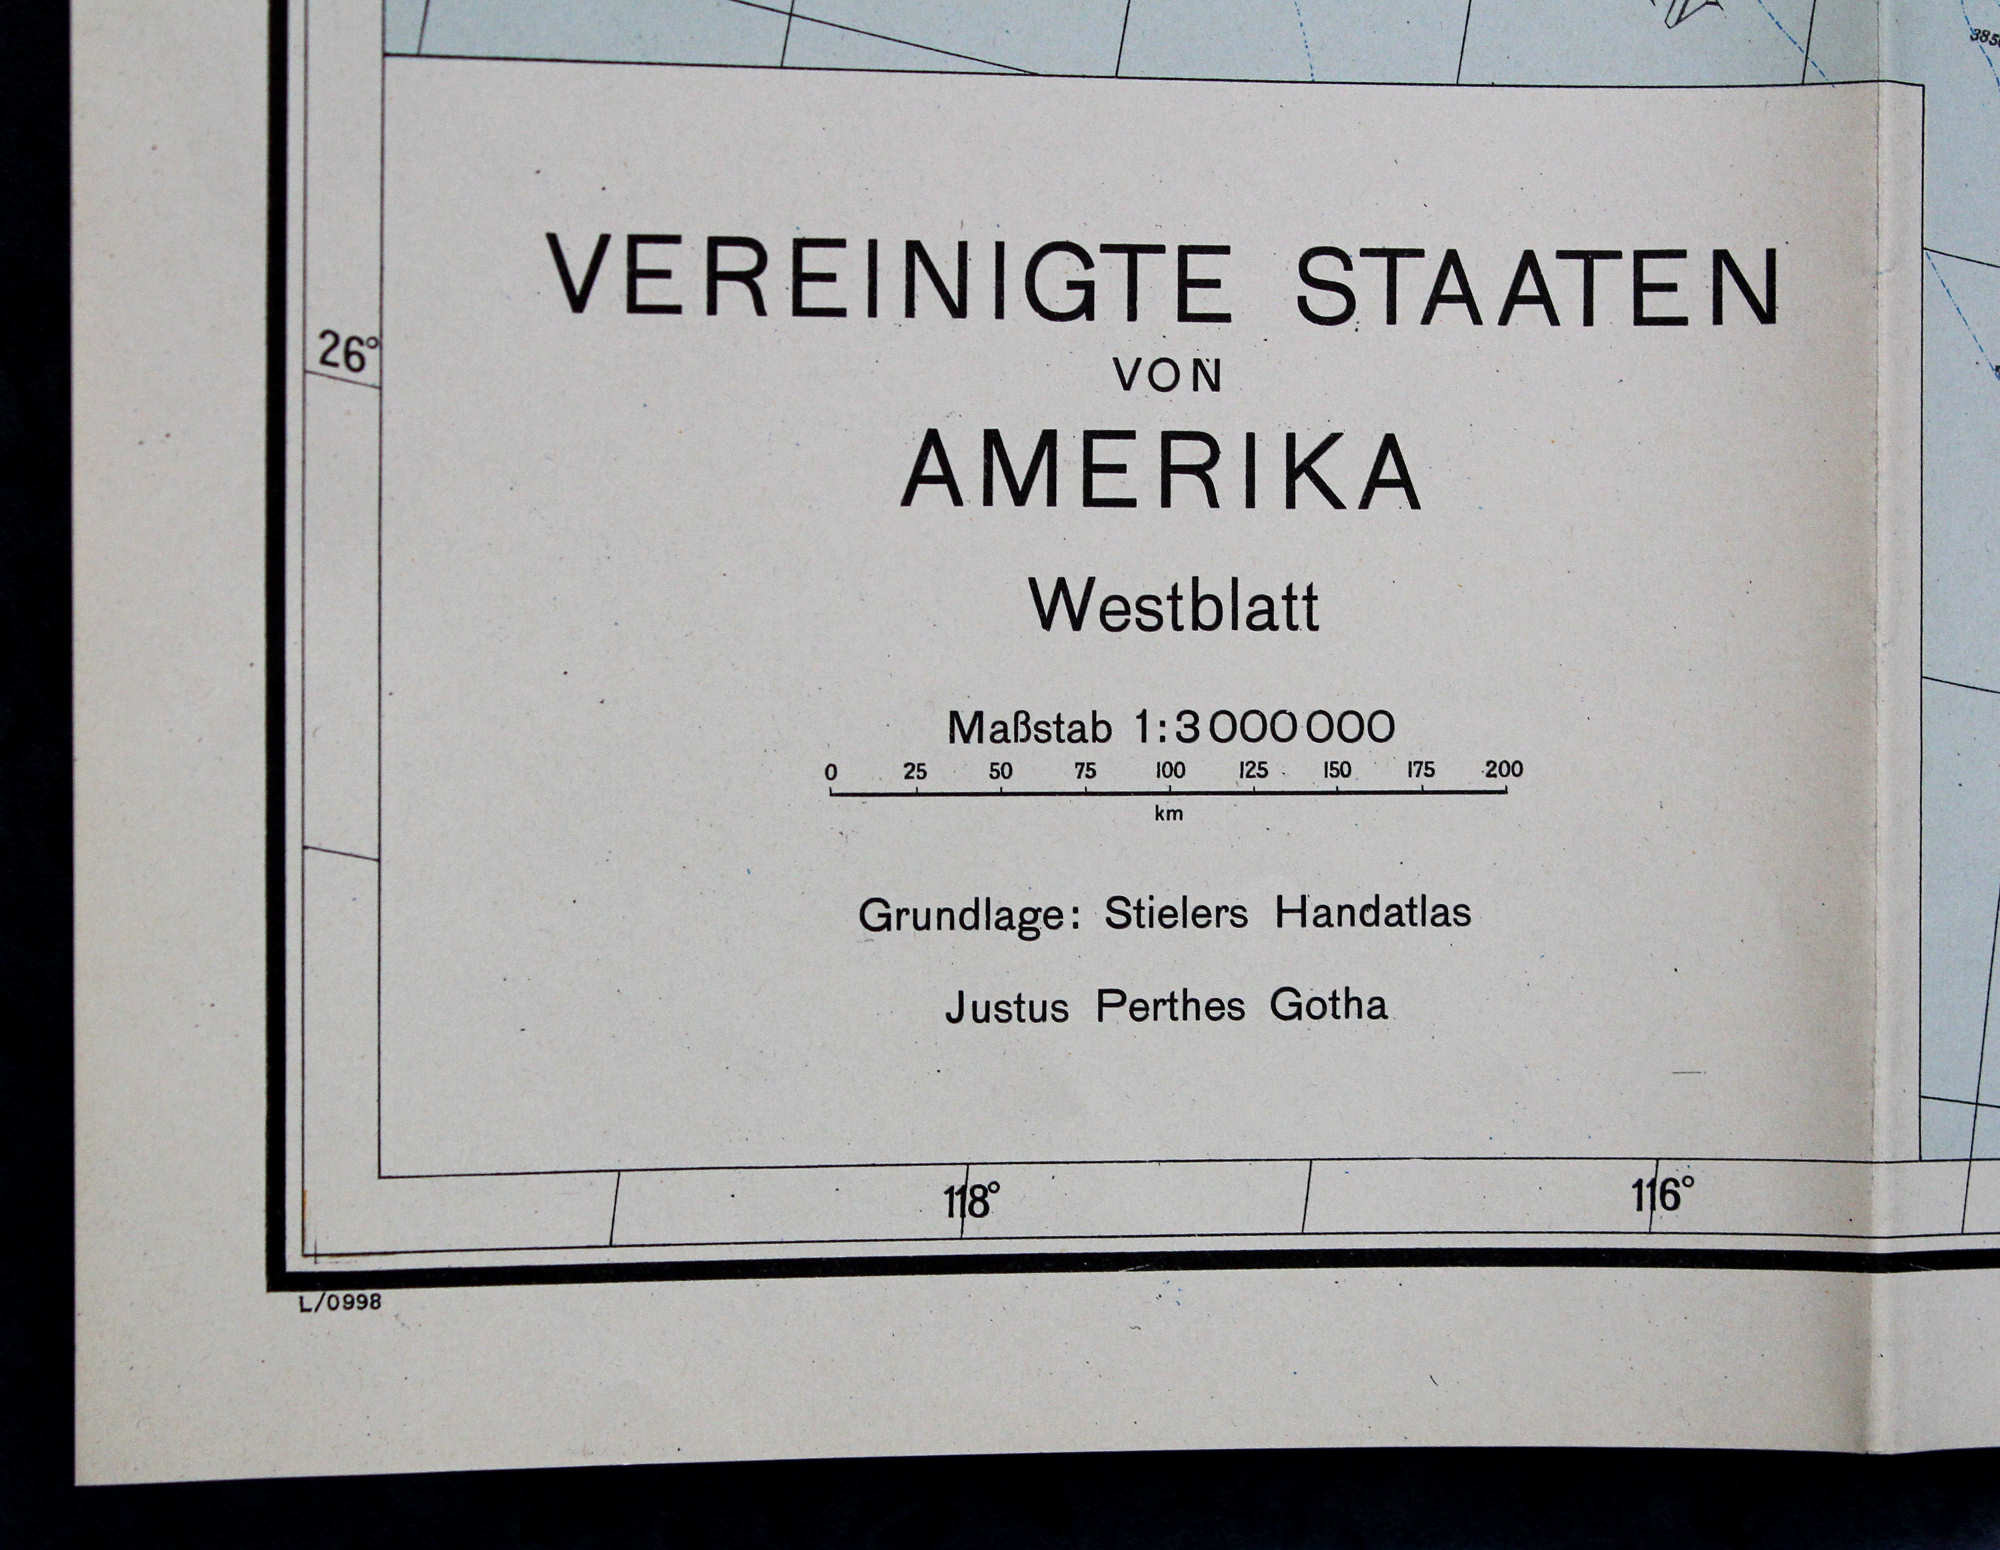 385
26°
VEREINIGTE STAATEN
VON
AMERIKA
Westblatt
Maßstab 1:3000000
0 25 50 75 100 125 150 175 200
km
Grundlage: Stielers Handatlas
Justus Perthes Gotha
118° 116°
L/0998